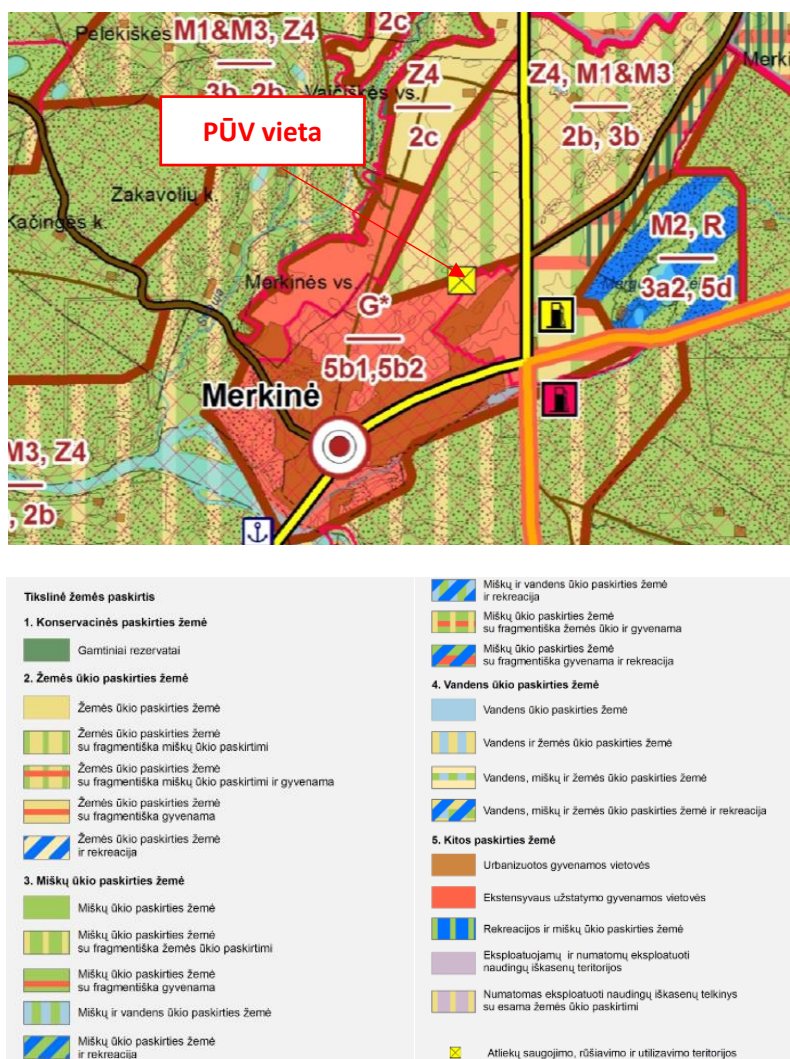 Pelekiškės
M1&M3, Z4
3b, 2b
2c
Vaičiškės vs.
Z4
2c
Z4, M1&M3
2b, 3b
PŪV vieta
Zakavolių k.
Kačingės k.
Merkinės vs.
G*
5b1,5b2
M2, R
3a2, 5d
Merkinė
M3, Z4
, 2b
Tikslinė žemės paskirtis
1. Konservacinės paskirties žemė
Gamtiniai rezervatai
2. Žemės ūkio paskirties žemė
Žemės ūkio paskirties žemė
Žemės ūkio paskirties žemė
su fragmentiška miškų ūkio paskirtimi
Žemės ūkio paskirties žemė
su fragmentiška miškų ūkio paskirtimi ir gyvenama
Žemės ūkio paskirties žemė
su fragmentiška gyvenama
Žemės ūkio paskirties žemė
ir rekreacija
3. Miškų ūkio paskirties žemė
Miškų ūkio paskirties žemė
Miškų ūkio paskirties žemė
su fragmentiška žemės ūkio paskirtimi
Miškų ūkio paskirties žemė
su fragmentiška gyvenama
Miškų ir vandens ūkio paskirties žemė
Miškų ūkio paskirties žemė
ir rekreacija
Miškų ir vandens ūkio paskirties žemė
ir rekreacija
Miškų ūkio paskirties žemė
su fragmentiška žemės ūkio ir gyvenama
Miškų ūkio paskirties žemė
su fragmentiška gyvenama ir rekreacija
4. Vandens ūkio paskirties žemė
Vandens ūkio paskirties žemė
Vandens ir žemės ūkio paskirties žemė
Vandens, miškų ir žemės ūkio paskirties žemė
Vandens, miškų ir žemės ūkio paskirties žemė ir rekreacija
5. Kitos paskirties žemė
Urbanizuotos gyvenamos vietovės
Ekstensyvaus užstatymo gyvenamos vietovės
Rekreacijos ir miškų ūkio paskirties žemė
Eksploatuojamų ir numatomų eksploatuoti
naudingų iškasenų teritorijos
Numatomas eksploatuoti naudingų iškasenų telkinys
su esama žemės ūkio paskirtimi
Atliekų saugojimo, rūšiavimo ir utilizavimo teritorijos